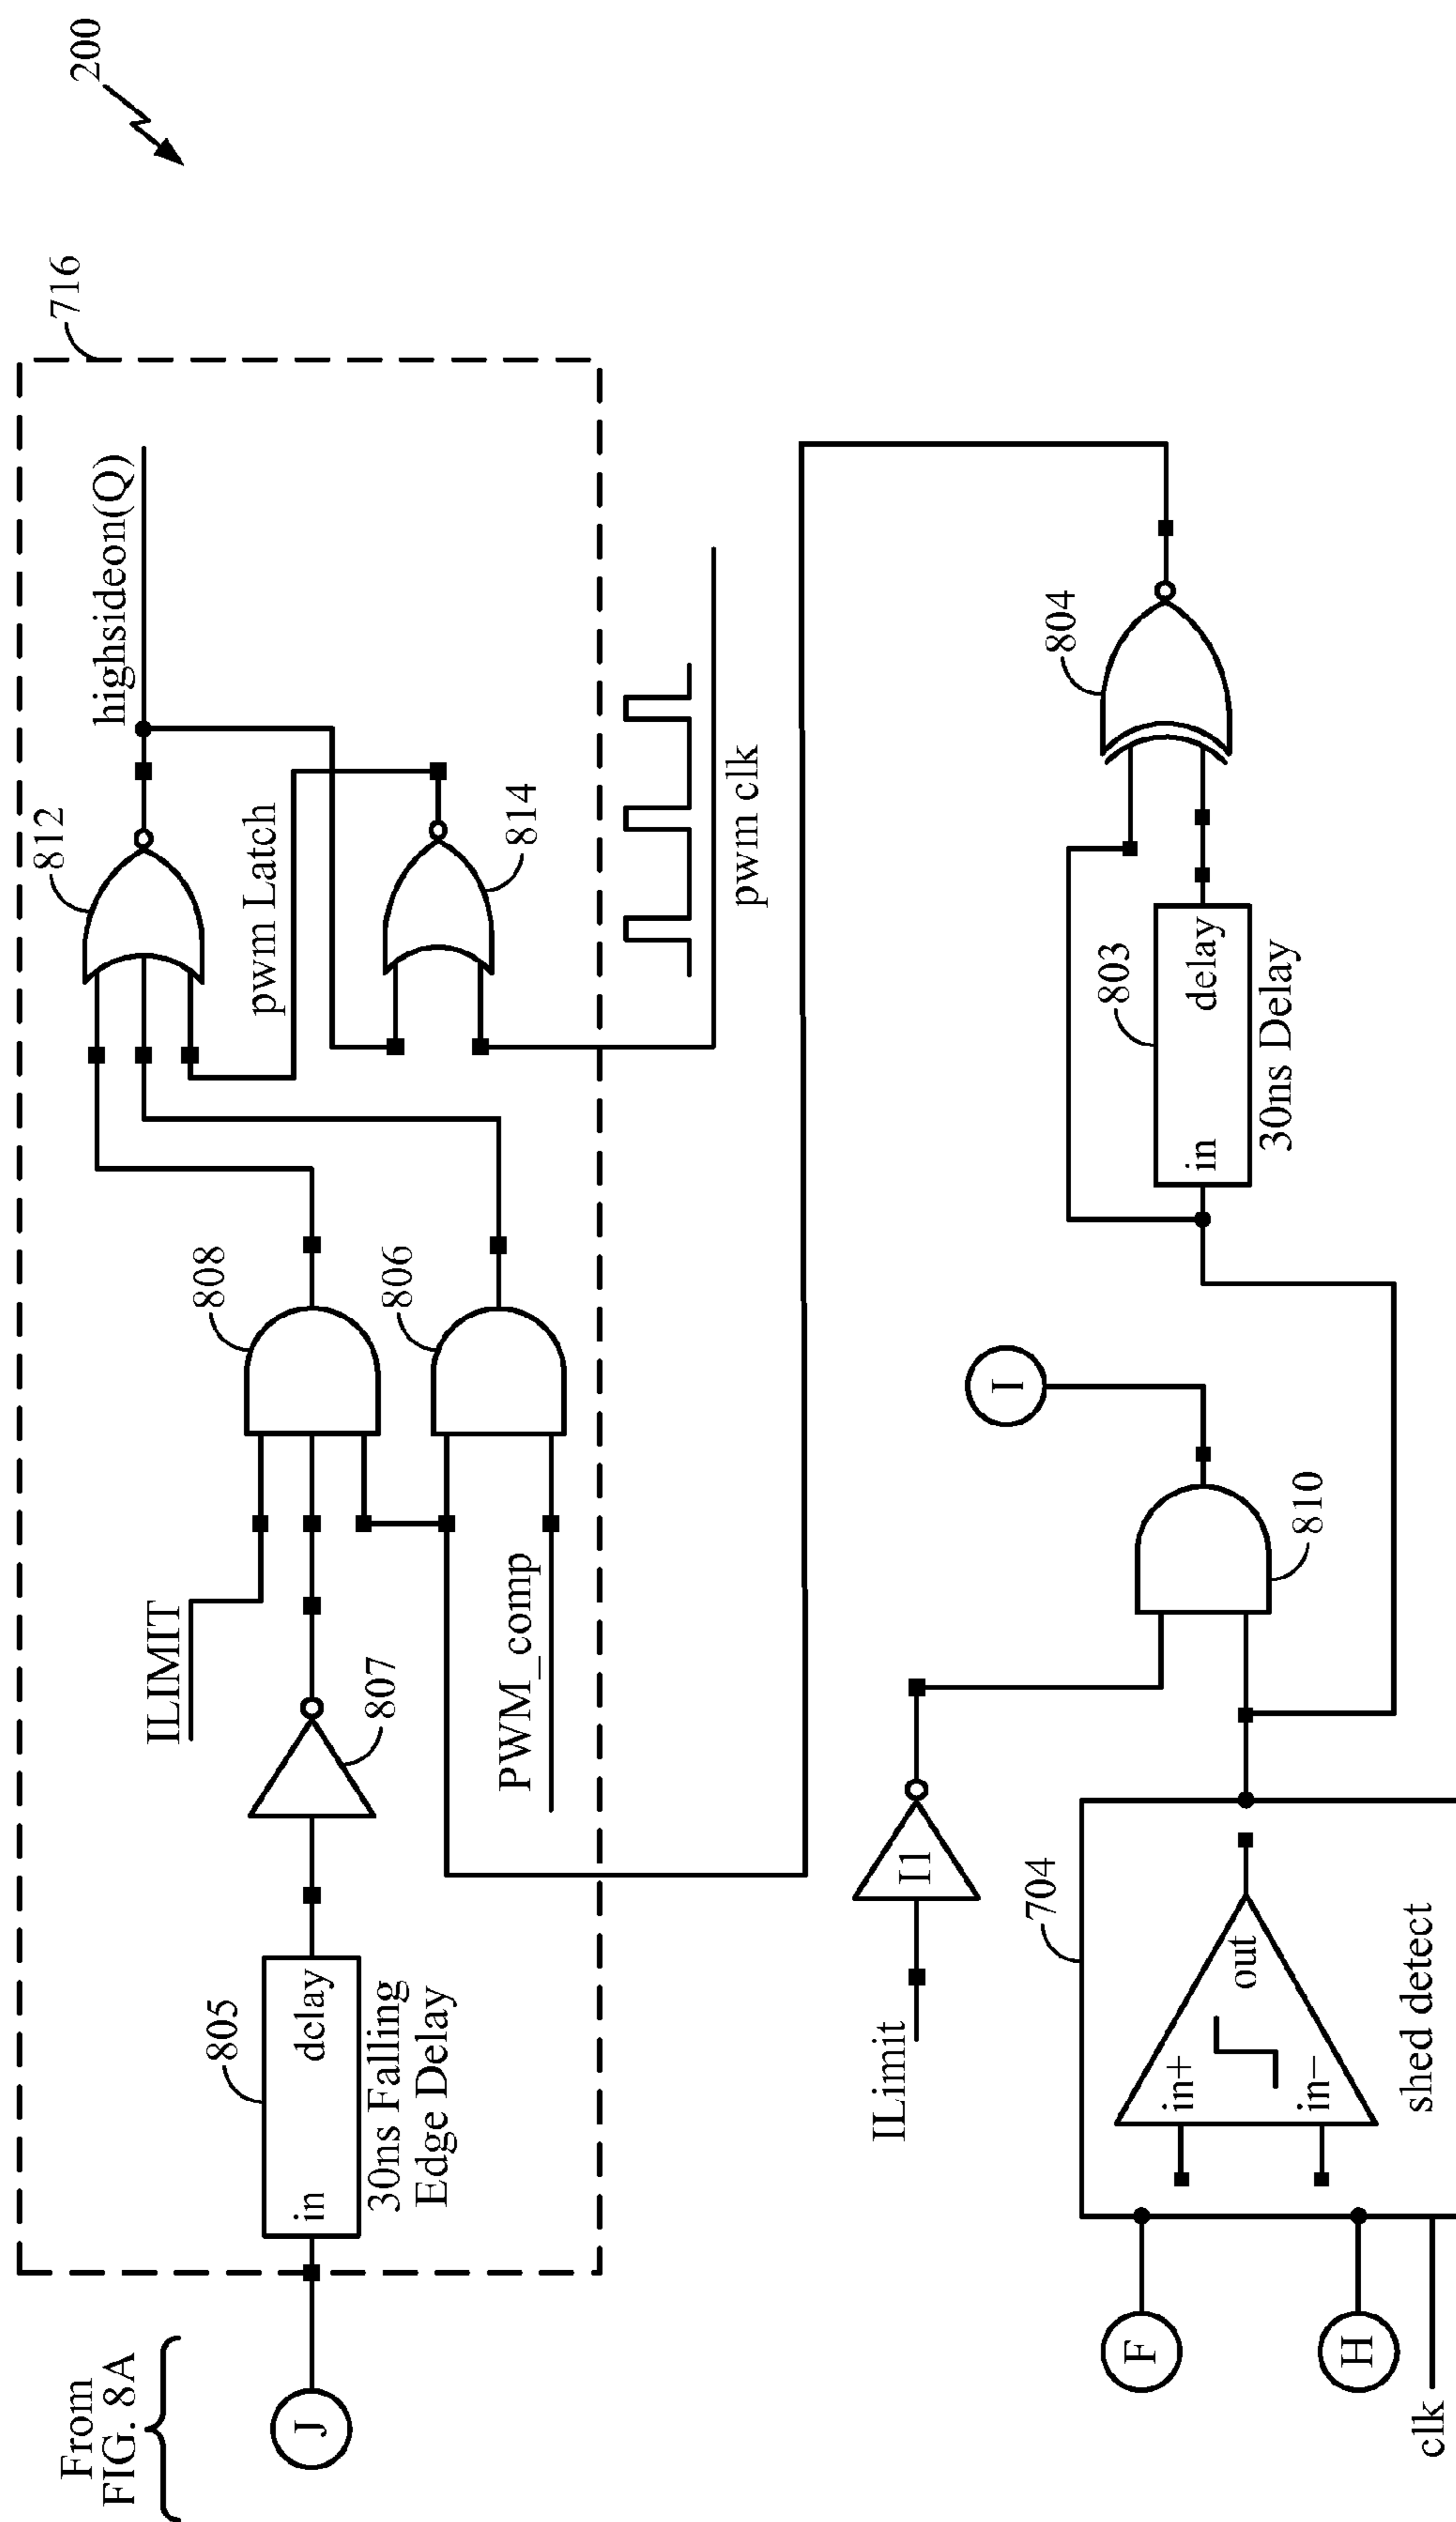 200
716
From
FIG. 8A
J
805
in
dclay
30ns Falling
Edge Delay
807
ILIMIT
808
PWM_comp
806
812
highsideon(Q)
pwm Latch
814
pwm clk
F
H
clk
704
in+
in−
out
shed detect
ILimit
I1
810
I
in
delay
803
30ns Delay
804